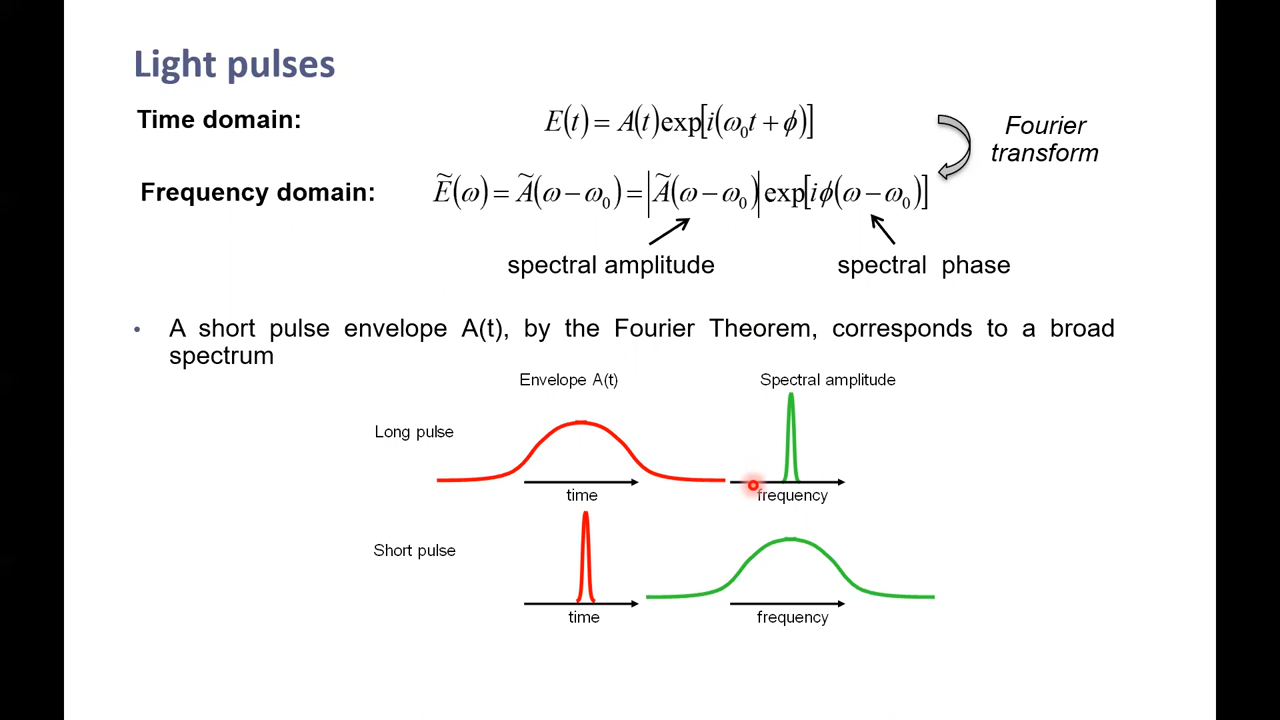 Light pulses
Time domain:
E(t) = A(t)exp[i(ω₀t + ϕ)]
Fourier
transform
Frequency domain:
Ẽ(ω) = Ã(ω − ω₀) = |Ã(ω − ω₀)| exp[iϕ(ω − ω₀)]
spectral amplitude
spectral phase
• A short pulse envelope A(t), by the Fourier Theorem, corresponds to a broad
spectrum
Envelope A(t)
Spectral amplitude
Long pulse
time
frequency
Short pulse
time
frequency